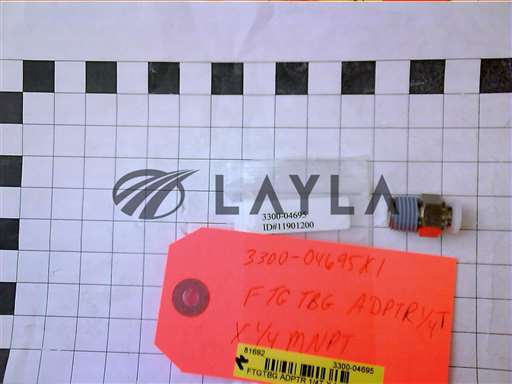 LAYLA
3300-04695
ID#11901200
3300-04695X1
FTG TBG ADPTR 1/4T
X 1/4 MNPT
81692 3300-04695
FTGTBG ADPTR 1/4T